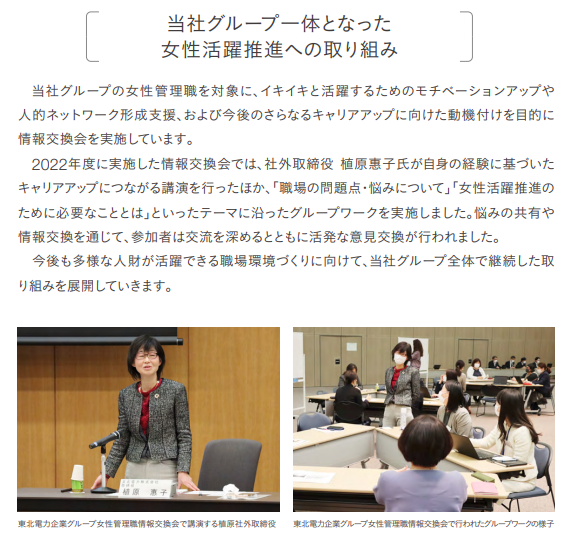 当社グループ一体となった
女性活躍推進への取り組み
当社グループの女性管理職を対象に、イキイキと活躍するためのモチベーションアップや
人的ネットワーク形成支援、および今後のさらなるキャリアアップに向けた動機付けを目的に
情報交換会を実施しています。
2022年度に実施した情報交換会では、社外取締役 植原惠子氏が自身の経験に基づいた
キャリアアップにつながる講演を行ったほか、「職場の問題点・悩みについて」「女性活躍推進の
ために必要なこととは」といったテーマに沿ったグループワークを実施しました。悩みの共有や
情報交換を通じて、参加者は交流を深めるとともに活発な意見交換が行われました。
今後も多様な人財が活躍できる職場環境づくりに向けて、当社グループ全体で継続した取
り組みを展開していきます。
植原 惠子
東北電力企業グループ女性管理職情報交換会で講演する植原社外取締役
東北電力企業グループ女性管理職情報交換会で行われたグループワークの様子